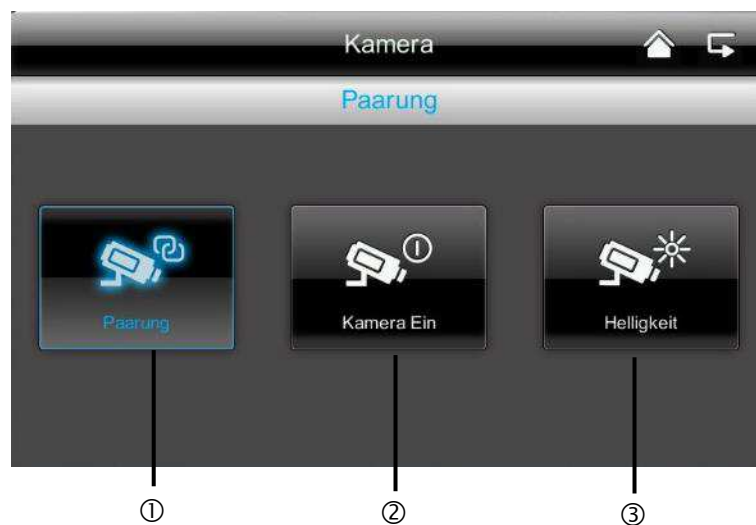 Kamera
Paarung
Paarung
Kamera Ein
Helligkeit
① ② ③